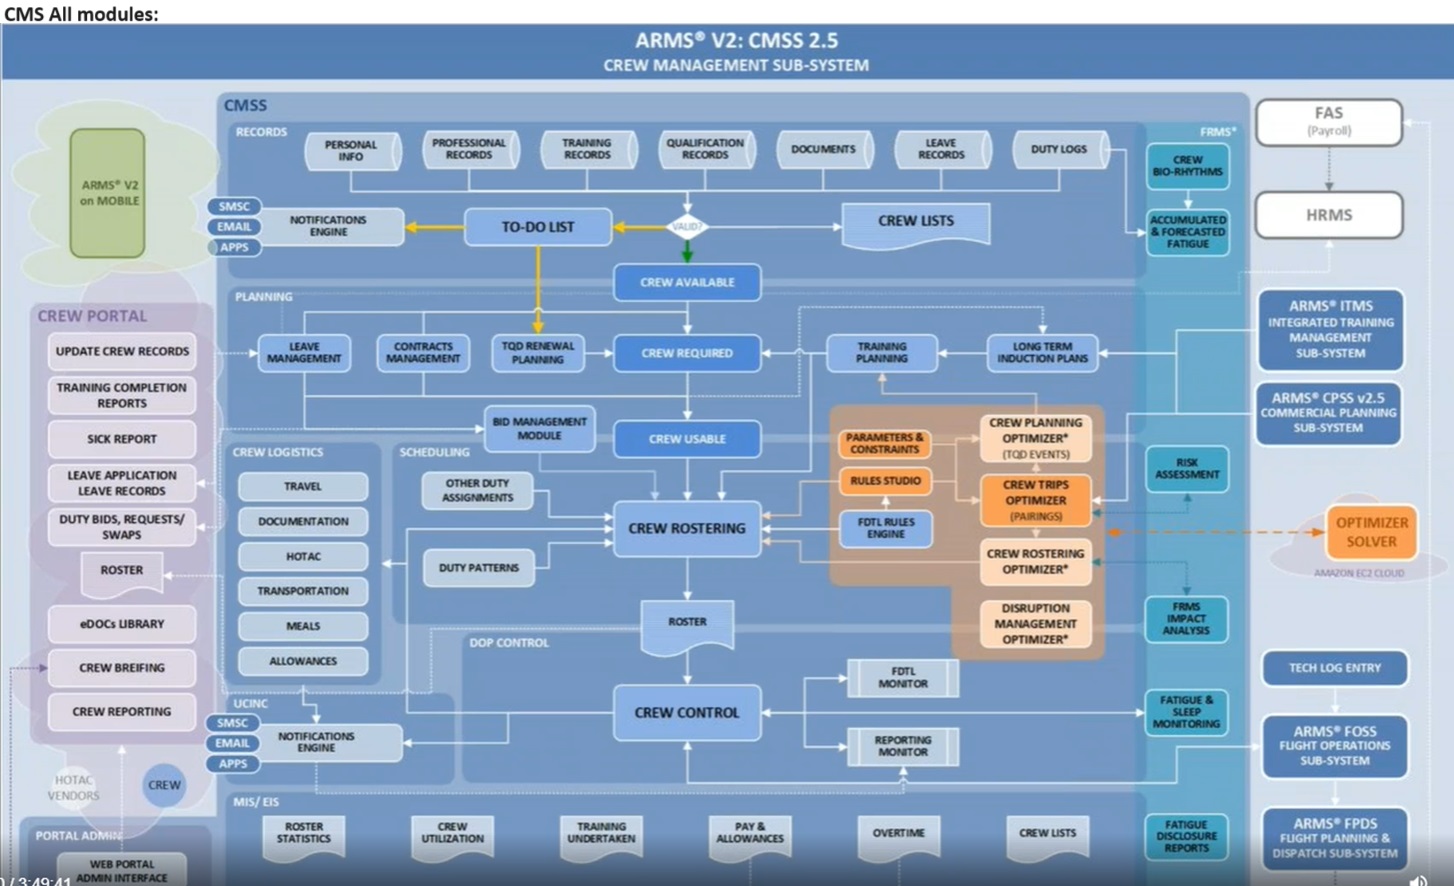 CMS All modules:
ARMS® V2: CMSS 2.5
CREW MANAGEMENT SUB-SYSTEM
ARMS® V2
on MOBILE
CMSS
RECORDS
PERSONAL
INFO
PROFESSIONAL
RECORDS
TRAINING
RECORDS
QUALIFICATION
RECORDS
DOCUMENTS
LEAVE
RECORDS
DUTY LOGS
FRMS*
CREW
BIO-RHYTHMS
ACCUMULATED
& FORECASTED
FATIGUE
FAS
(Payroll)
HRMS
SMSC
EMAIL
APPS
NOTIFICATIONS
ENGINE
TO-DO LIST
VALID?
CREW LISTS
CREW AVAILABLE
PLANNING
LEAVE
MANAGEMENT
CONTRACTS
MANAGEMENT
TQD RENEWAL
PLANNING
CREW REQUIRED
TRAINING
PLANNING
LONG TERM
INDUCTION PLANS
ARMS® ITMS
INTEGRATED TRAINING
MANAGEMENT
SUB-SYSTEM
ARMS® CPSS v2.5
COMMERCIAL PLANNING
SUB-SYSTEM
CREW PORTAL
UPDATE CREW RECORDS
TRAINING COMPLETION
REPORTS
SICK REPORT
LEAVE APPLICATION
LEAVE RECORDS
DUTY BIDS, REQUESTS/
SWAPS
ROSTER
eDOCs LIBRARY
CREW BREIFING
CREW REPORTING
BID MANAGEMENT
MODULE
CREW USABLE
CREW LOGISTICS
TRAVEL
DOCUMENTATION
HOTAC
TRANSPORTATION
MEALS
ALLOWANCES
SCHEDULING
OTHER DUTY
ASSIGNMENTS
DUTY PATTERNS
CREW ROSTERING
PARAMETERS &
CONSTRAINTS
RULES STUDIO
FDTL RULES
ENGINE
CREW PLANNING
OPTIMIZER*
(TQD EVENTS)
CREW TRIPS
OPTIMIZER
(PAIRINGS)
CREW ROSTERING
OPTIMIZER*
DISRUPTION
MANAGEMENT
OPTIMIZER*
RISK
ASSESSMENT
OPTIMIZER
SOLVER
AMAZON EC2 CLOUD
FRMS
IMPACT
ANALYSIS
ROSTER
DOP CONTROL
FDTL
MONITOR
CREW CONTROL
REPORTING
MONITOR
FATIGUE &
SLEEP
MONITORING
TECH LOG ENTRY
ARMS® FOSS
FLIGHT OPERATIONS
SUB-SYSTEM
UCINC
SMSC
EMAIL
APPS
NOTIFICATIONS
ENGINE
HOTAC
VENDORS
CREW
MIS/ EIS
ROSTER
STATISTICS
CREW
UTILIZATION
TRAINING
UNDERTAKEN
PAY &
ALLOWANCES
OVERTIME
CREW LISTS
FATIGUE
DISCLOSURE
REPORTS
ARMS® FPDS
FLIGHT PLANNING &
DISPATCH SUB-SYSTEM
PORTAL ADMIN
WEB PORTAL
ADMIN INTERFACE
/ 3:49:41